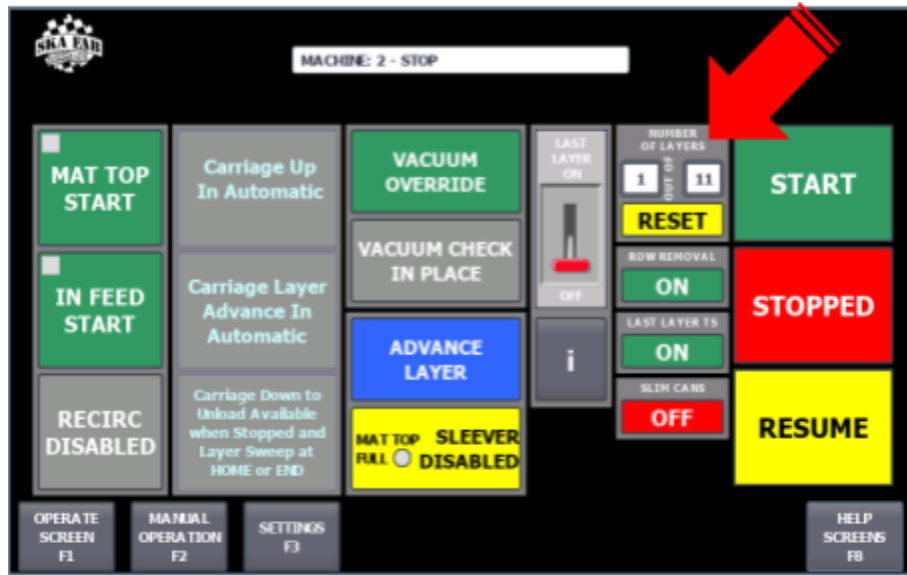 SKA FAB
MACHINE: 2 - STOP
MAT TOP
START
IN FEED
START
RECIRC
DISABLED
Carriage Up
In Automatic
Carriage Layer
Advance In
Automatic
Carriage Down to
Unload Available
when Stopped and
Layer Sweep at
HOME or END
VACUUM
OVERRIDE
VACUUM CHECK
IN PLACE
ADVANCE
LAYER
MAT TOP
FULL
SLEEVER
DISABLED
LAST
LAYER
ON
OFF
i
NUMBER
OF LAYERS
1
OUT OF
11
RESET
ROW REMOVAL
ON
LAST LAYER TS
ON
SLIM CANS
OFF
START
STOPPED
RESUME
OPERATE
SCREEN
F1
MANUAL
OPERATION
F2
SETTINGS
F3
HELP
SCREENS
F8